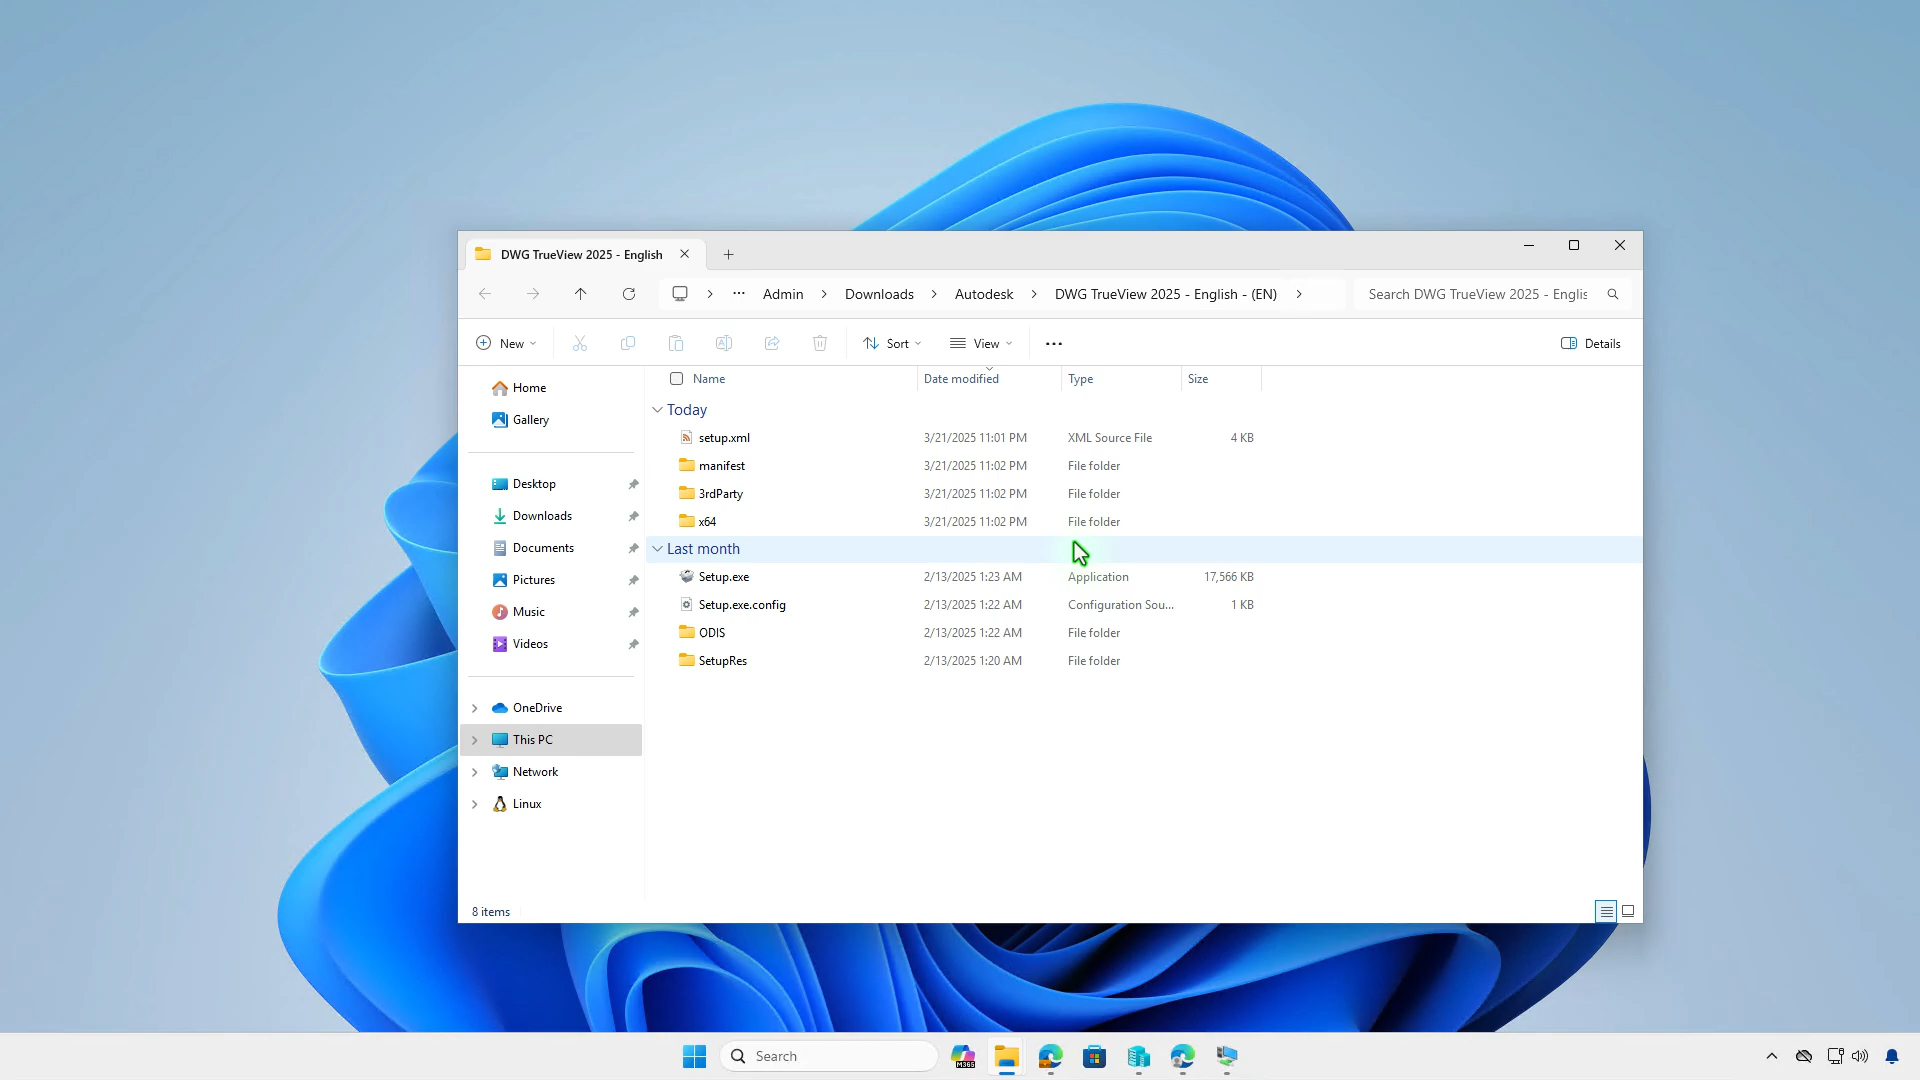 DWG TrueView 2025 - English
Admin
Downloads
Autodesk
DWG TrueView 2025 - English - (EN)
Search DWG TrueView 2025 - Englis
New
Sort
View
Details
Home
Gallery
Desktop
Downloads
Documents
Pictures
Music
Videos
OneDrive
This PC
Network
Linux
Name Date modified Type Size
Today
setup.xml 3/21/2025 11:01 PM XML Source File 4 KB
manifest 3/21/2025 11:02 PM File folder
3rdParty 3/21/2025 11:02 PM File folder
x64 3/21/2025 11:02 PM File folder
Last month
Setup.exe 2/13/2025 1:23 AM Application 17,566 KB
Setup.exe.config 2/13/2025 1:22 AM Configuration Sou... 1 KB
ODIS 2/13/2025 1:22 AM File folder
SetupRes 2/13/2025 1:20 AM File folder
8 items
Search
M365